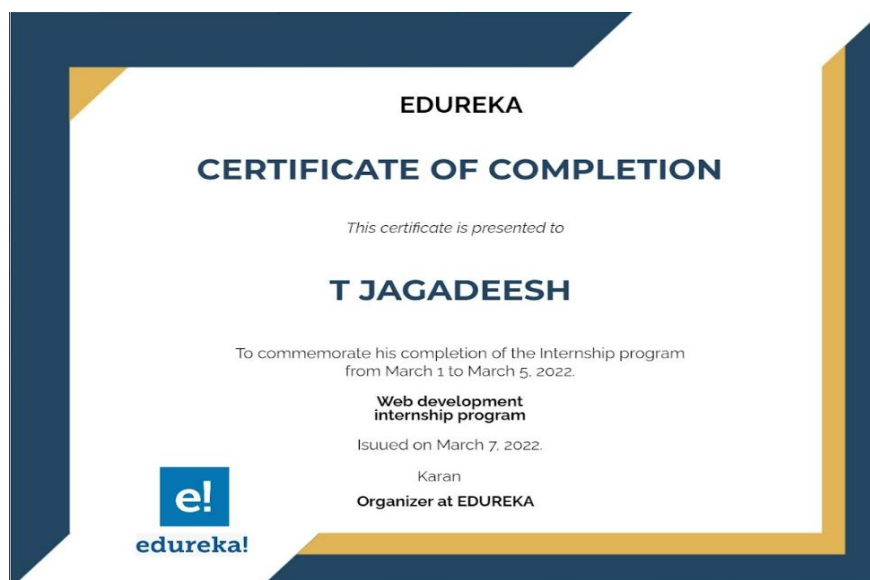 EDUREKA
CERTIFICATE OF COMPLETION
This certificate is presented to
T JAGADEESH
To commemorate his completion of the Internship program
from March 1 to March 5, 2022.
Web development
internship program
Isuued on March 7, 2022.
Karan
Organizer at EDUREKA
e!
edureka!